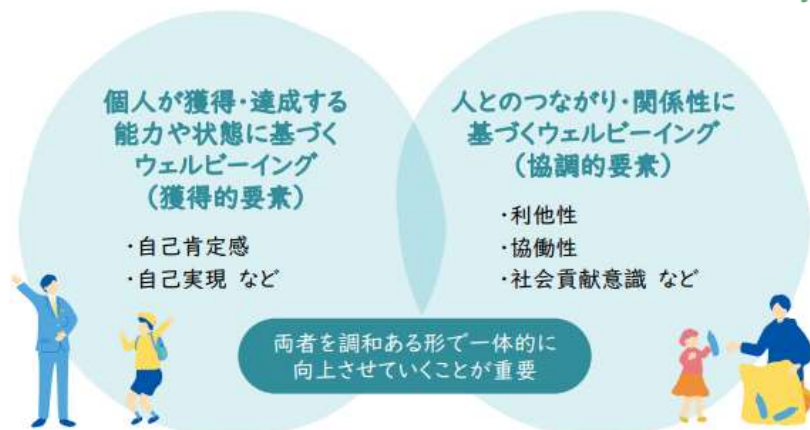 個人が獲得・達成する
能力や状態に基づく
ウェルビーイング
（獲得的要素）
・自己肯定感
・自己実現 など
人とのつながり・関係性に
基づくウェルビーイング
（協調的要素）
・利他性
・協働性
・社会貢献意識 など
両者を調和ある形で一体的に
向上させていくことが重要